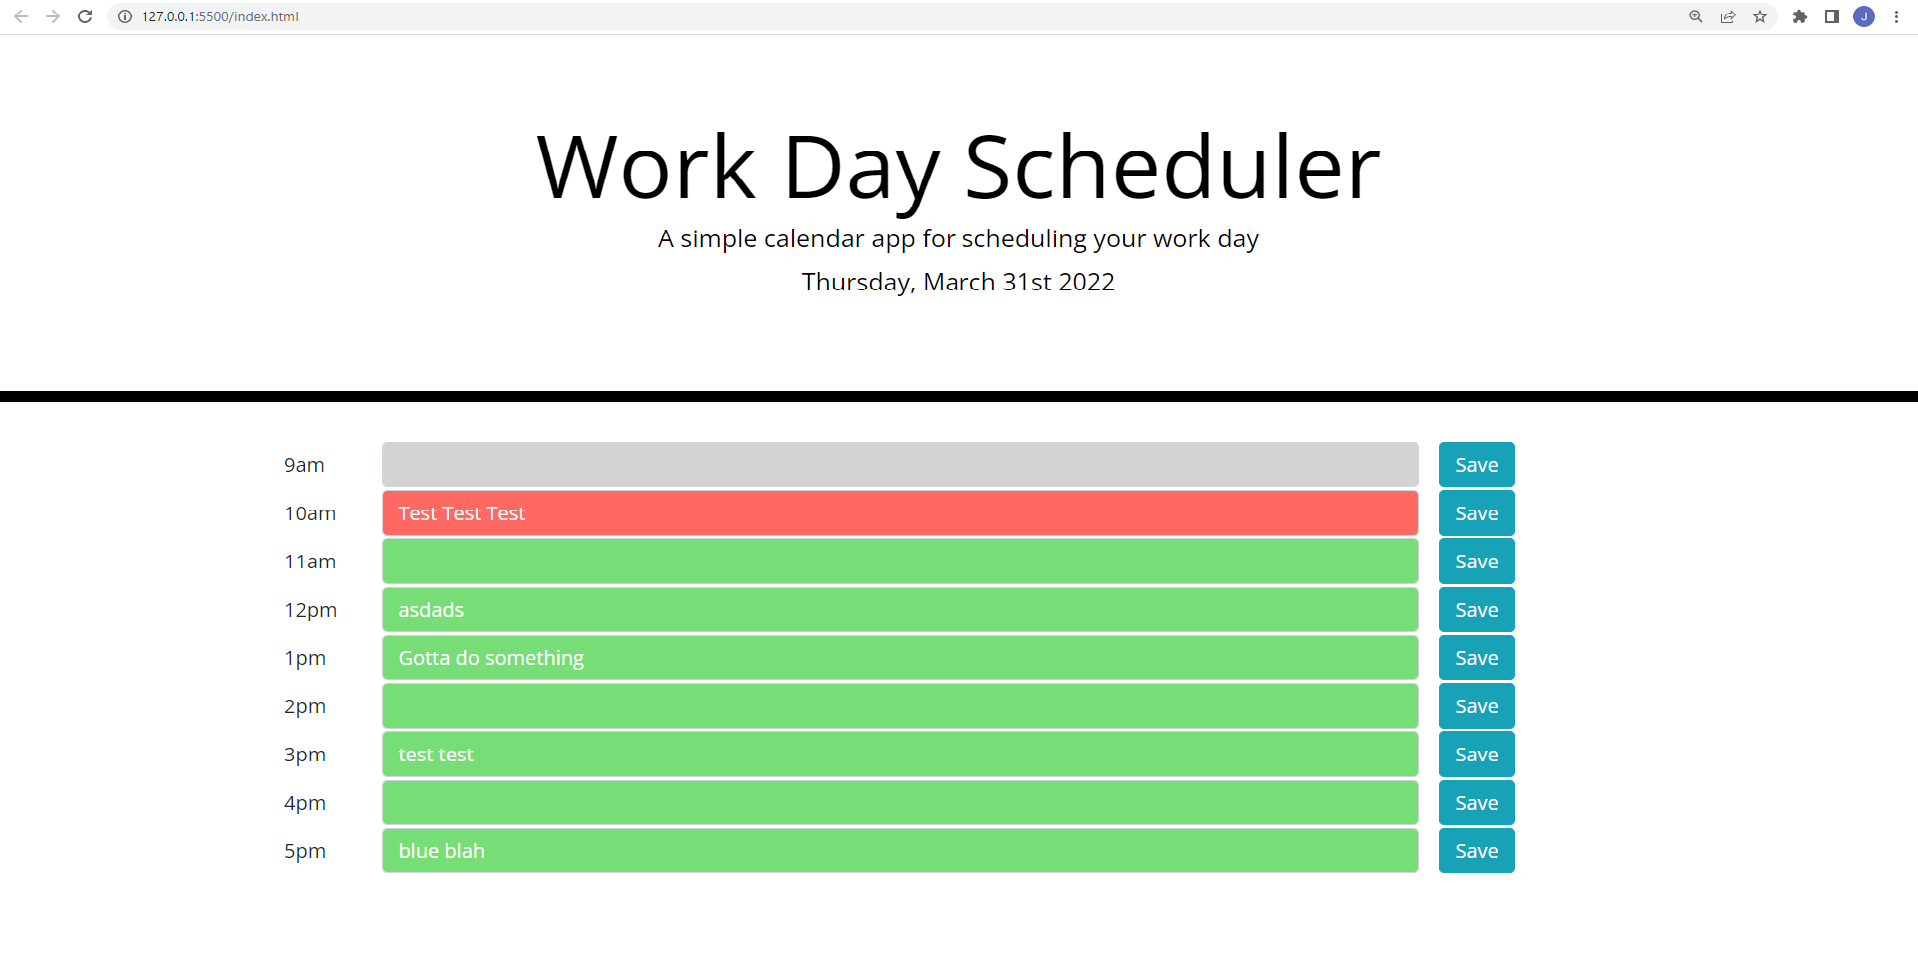 127.0.0.1:5500/index.html
J
Work Day Scheduler
A simple calendar app for scheduling your work day
Thursday, March 31st 2022
9am Save
10am Test Test Test Save
11am Save
12pm asdads Save
1pm Gotta do something Save
2pm Save
3pm test test Save
4pm Save
5pm blue blah Save